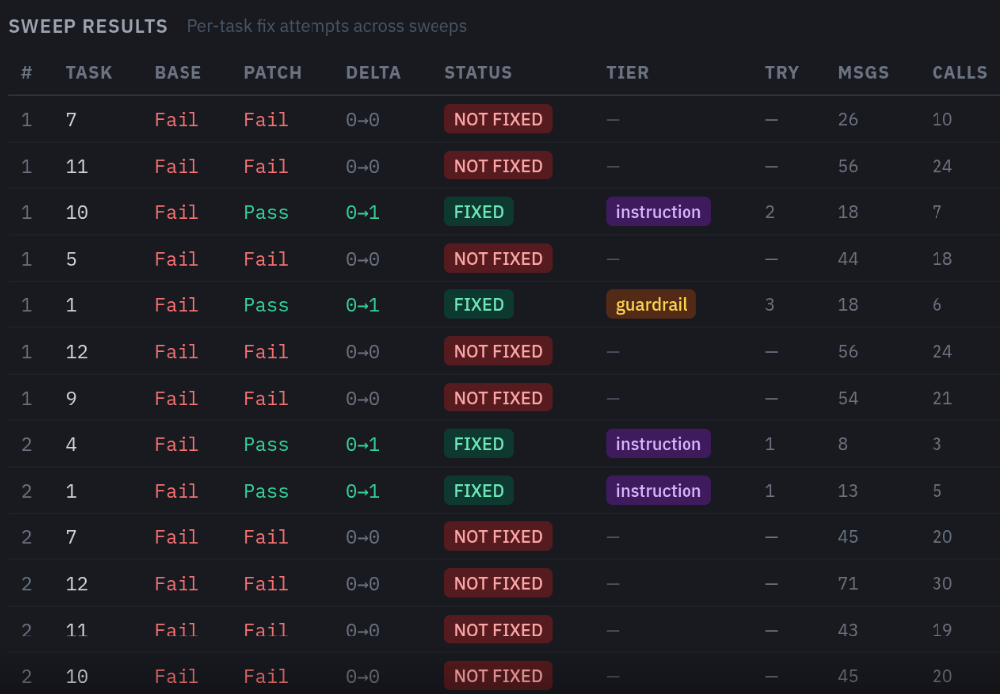 SWEEP RESULTS Per-task fix attempts across sweeps
# TASK BASE PATCH DELTA STATUS TIER TRY MSGS CALLS
1 7 Fail Fail 0→0 NOT FIXED — — 26 10
1 11 Fail Fail 0→0 NOT FIXED — — 56 24
1 10 Fail Pass 0→1 FIXED instruction 2 18 7
1 5 Fail Fail 0→0 NOT FIXED — — 44 18
1 1 Fail Pass 0→1 FIXED guardrail 3 18 6
1 12 Fail Fail 0→0 NOT FIXED — — 56 24
1 9 Fail Fail 0→0 NOT FIXED — — 54 21
2 4 Fail Pass 0→1 FIXED instruction 1 8 3
2 1 Fail Pass 0→1 FIXED instruction 1 13 5
2 7 Fail Fail 0→0 NOT FIXED — — 45 20
2 12 Fail Fail 0→0 NOT FIXED — — 71 30
2 11 Fail Fail 0→0 NOT FIXED — — 43 19
2 10 Fail Fail 0→0 NOT FIXED — — 45 20